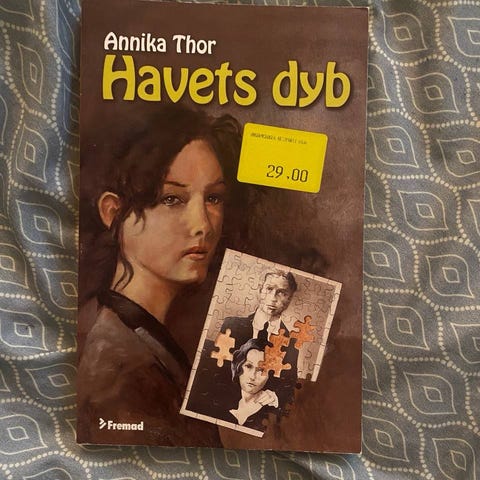 Annika Thor
Havets dyb
29.00
Fremad